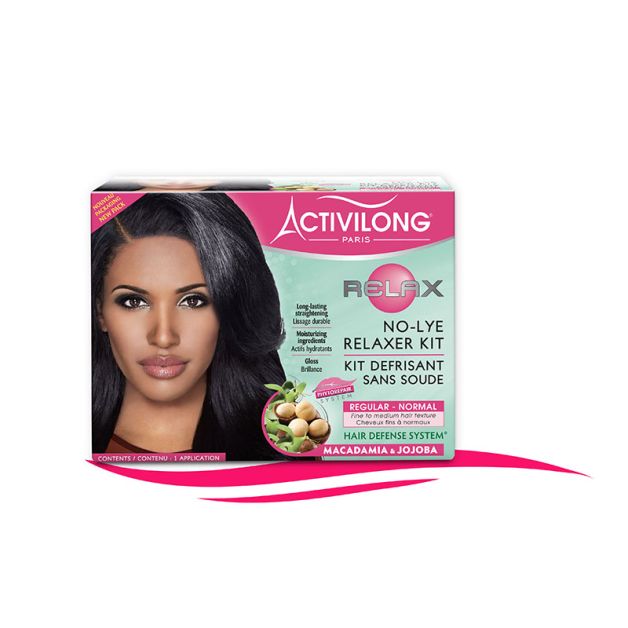 NOUVEAU
PACKAGING
NEW PACK
ACTIVILONG®
PARIS
RELAX
Long-lasting
straightening
Lissage durable
Moisturizing
ingredients
Actifs hydratants
Gloss
Brillance
NO-LYE
RELAXER KIT
KIT DEFRISANT
SANS SOUDE
PHYTOREPAIR
SYSTEM
REGULAR - NORMAL
Fine to medium hair texture
Cheveux fins à normaux
HAIR DEFENSE SYSTEM*
MACADAMIA & JOJOBA
CONTENTS / CONTENU : 1 APPLICATION